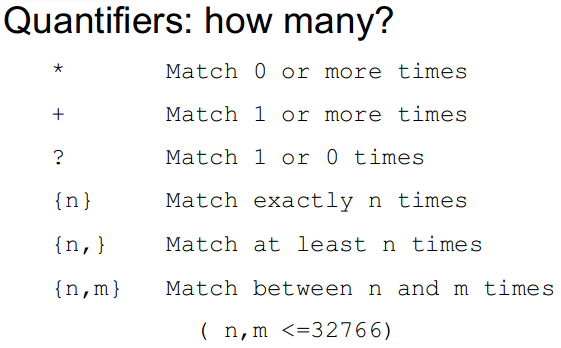 Quantifiers: how many?
* Match 0 or more times
+ Match 1 or more times
? Match 1 or 0 times
{n} Match exactly n times
{n,} Match at least n times
{n,m} Match between n and m times
( n,m <=32766)